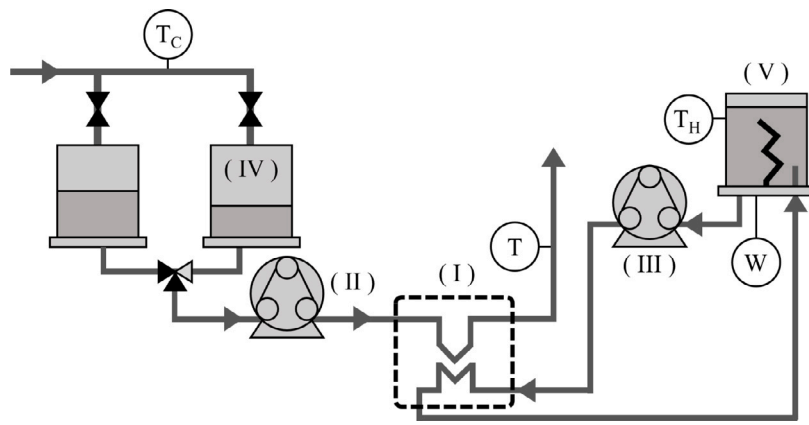 T_C
( V )
( IV )
T_H
T
( I )
( II )
( III )
W